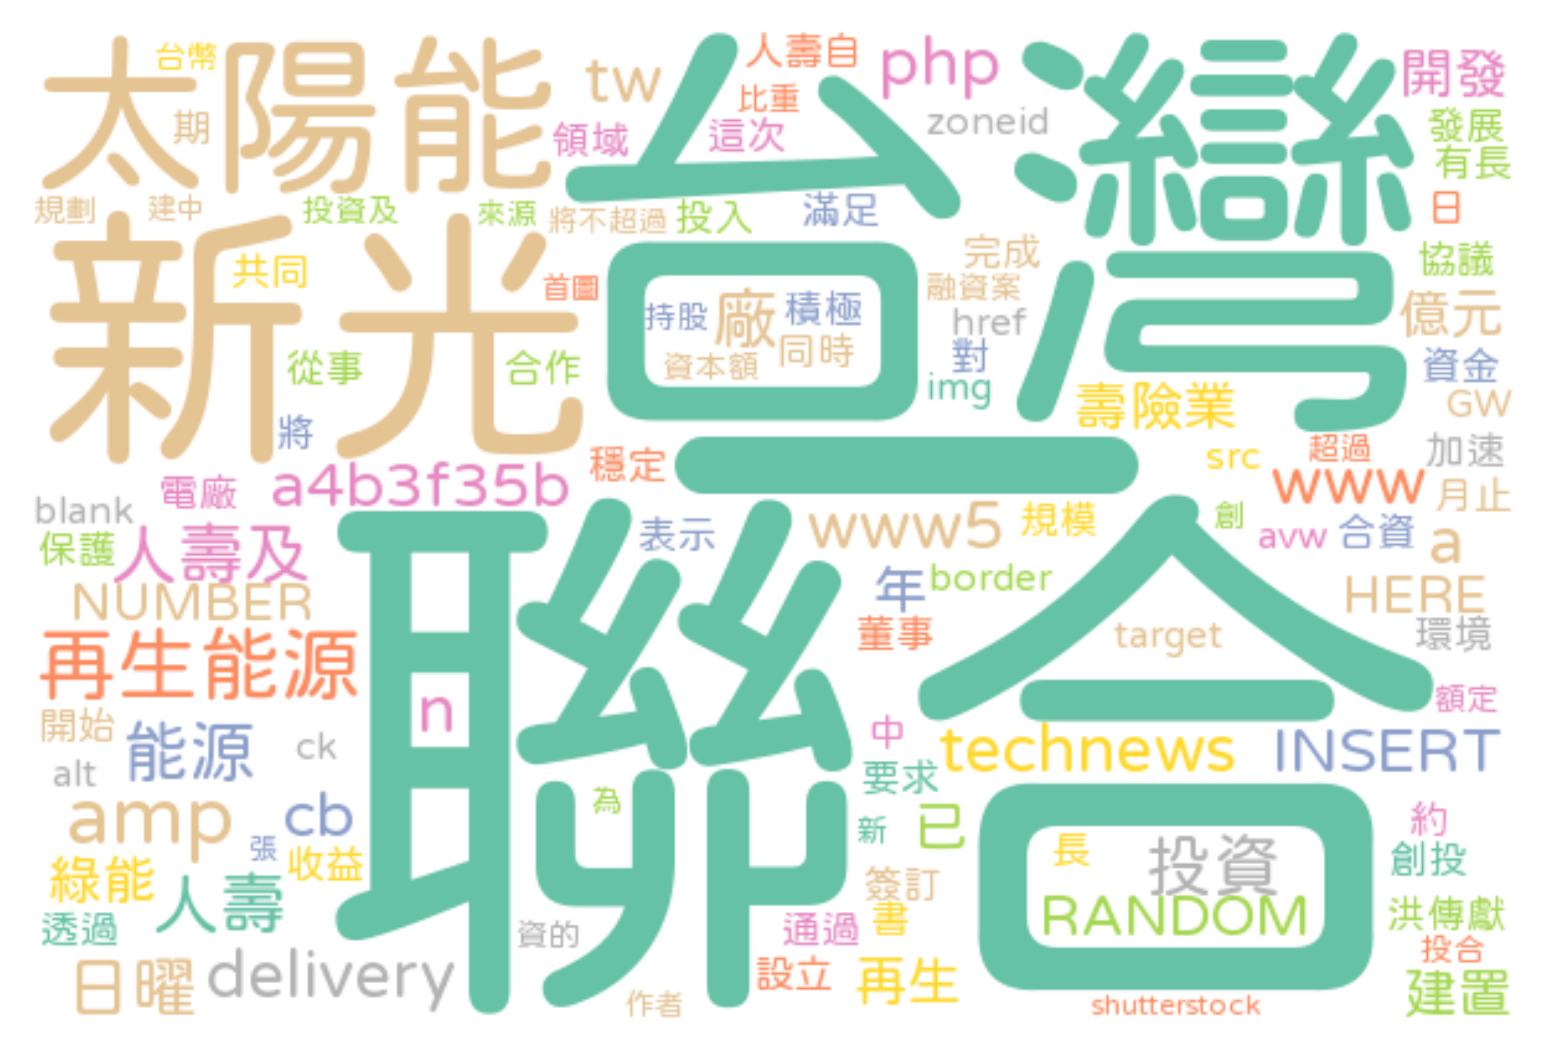 太陽能
台幣
期
tw
領域
台灣
人壽自
比重
這次
php
zoneid
開發
發展
有長
規劃
建中
投資及
來源
將不超過
投入
滿足
日
新光
共同
首圖
完成
協議
持股
廠
積極
融資案
億元
href
從事
合作
資本額
同時
對
img
資金
壽險業
GW
將
一
穩定
src
超過
加速
電廠
a4b3f35b
www
月止
blank
人壽及
保護
聯合
表示
www5
規模
創
avw
合資
a
NUMBER
年
border
HERE
再生能源
董事
target
環境
n
額定
開始
能源
ck
中
technews
INSERT
alt
要求
amp
cb
為
新
已
約
張
長
投資
創投
綠能
收益
人壽
簽訂
RANDOM
透過
資的
通過
書
洪傳獻
投合
日曜
delivery
設立
再生
建置
作者
shutterstock